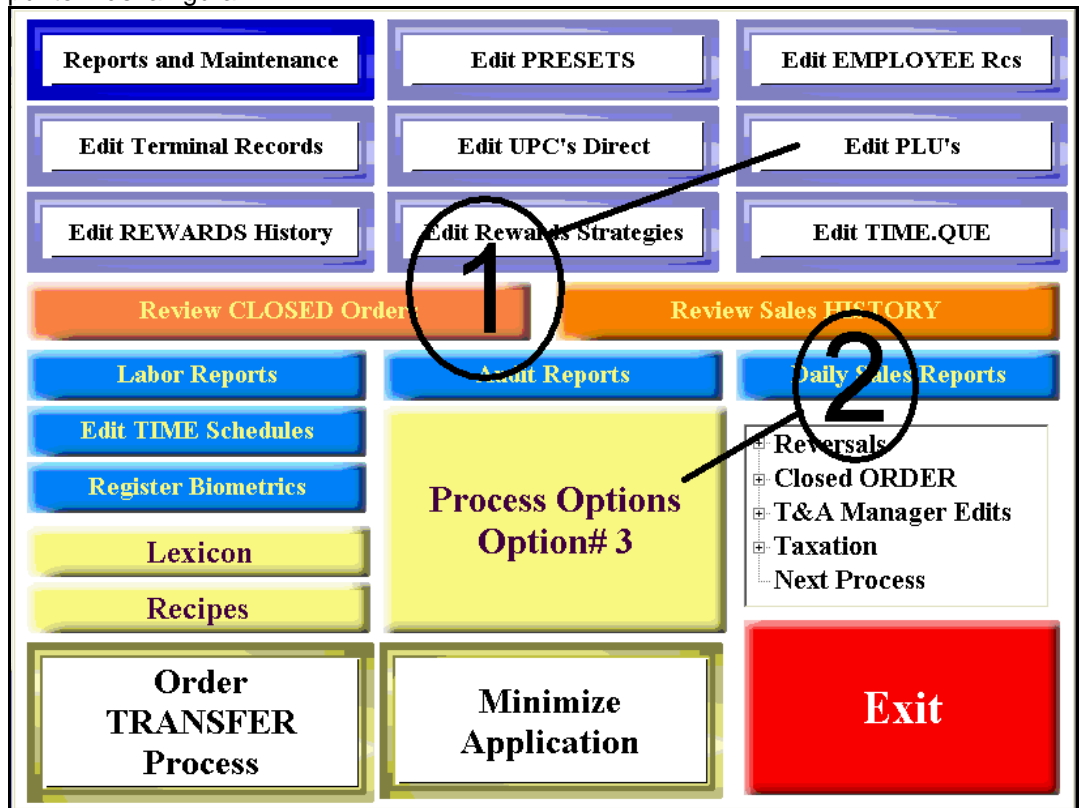 Reports and Maintenance
Edit PRESETS
Edit EMPLOYEE Rcs
Edit Terminal Records
Edit UPC's Direct
Edit PLU's
Edit REWARDS History
Edit Rewards Strategies
Edit TIME.QUE
1
Review CLOSED Orders
Review Sales HISTORY
2
Labor Reports
Audit Reports
Daily Sales Reports
Edit TIME Schedules
Register Biometrics
Lexicon
Recipes
Process Options
Option# 3
Reversals
Closed ORDER
T&A Manager Edits
Taxation
Next Process
Order
TRANSFER
Process
Minimize
Application
Exit